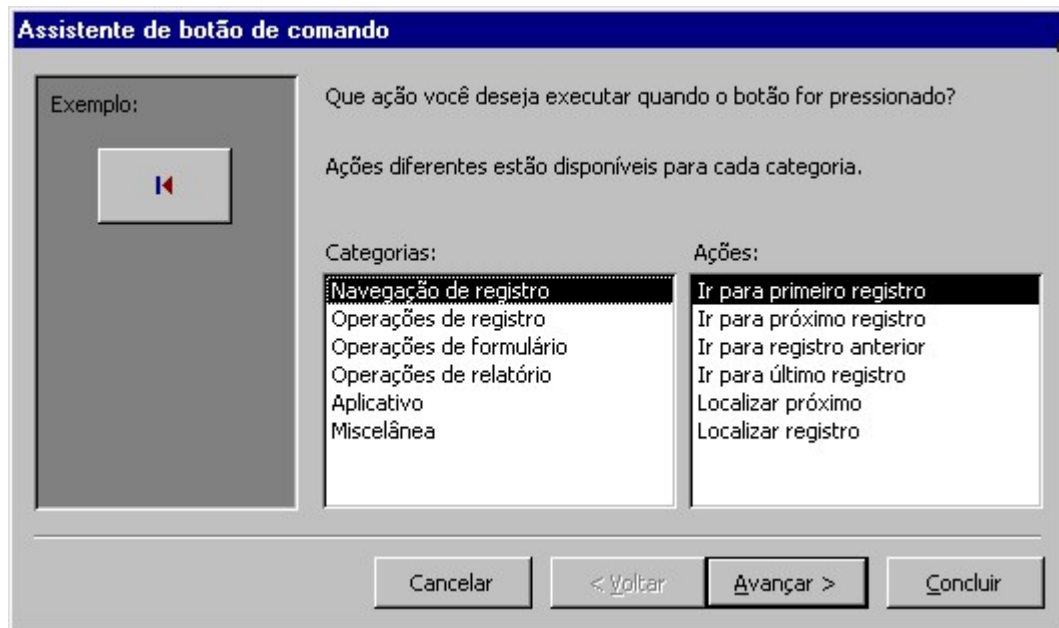 Assistente de botão de comando
Exemplo:
Que ação você deseja executar quando o botão for pressionado?
Ações diferentes estão disponíveis para cada categoria.
Categorias:
Navegação de registro
Operações de registro
Operações de formulário
Operações de relatório
Aplicativo
Miscelânea
Ações:
Ir para primeiro registro
Ir para próximo registro
Ir para registro anterior
Ir para último registro
Localizar próximo
Localizar registro
Cancelar
< Voltar
Avançar >
Concluir